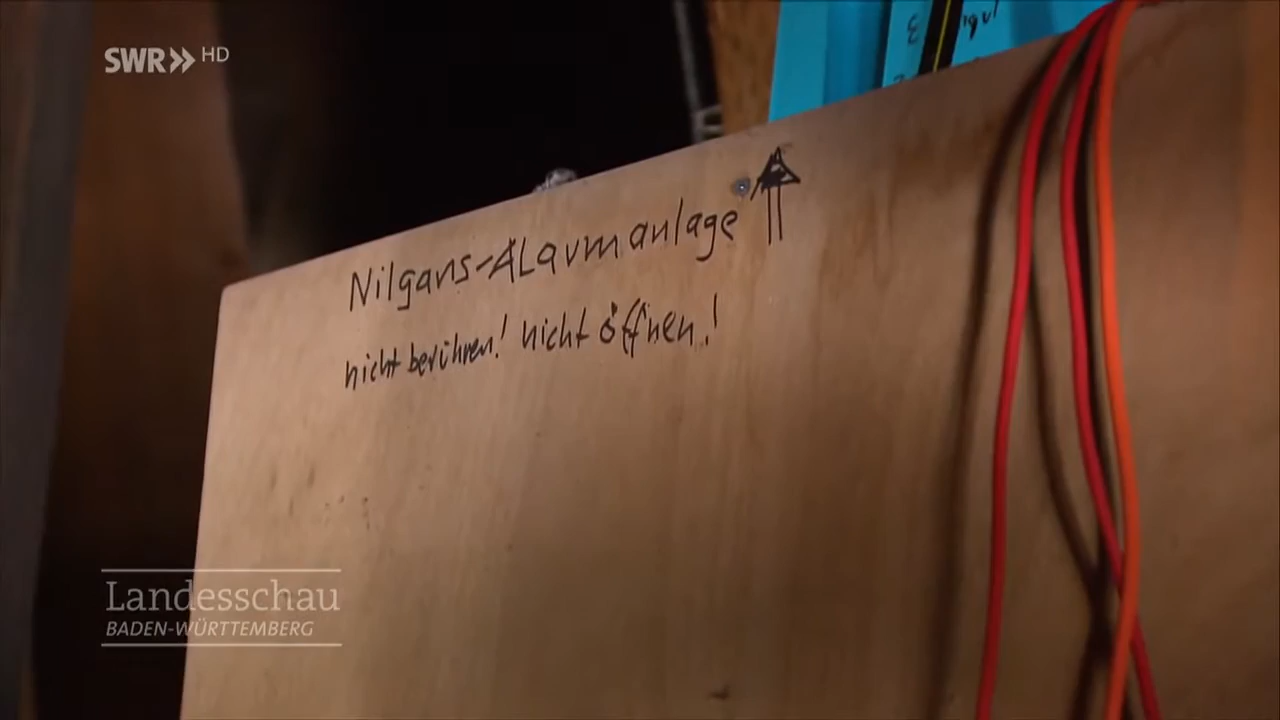 SWR HD
Nilgans-Alarmanlage
nicht berühren! nicht öffnen!
Landesschau
BADEN-WÜRTTEMBERG